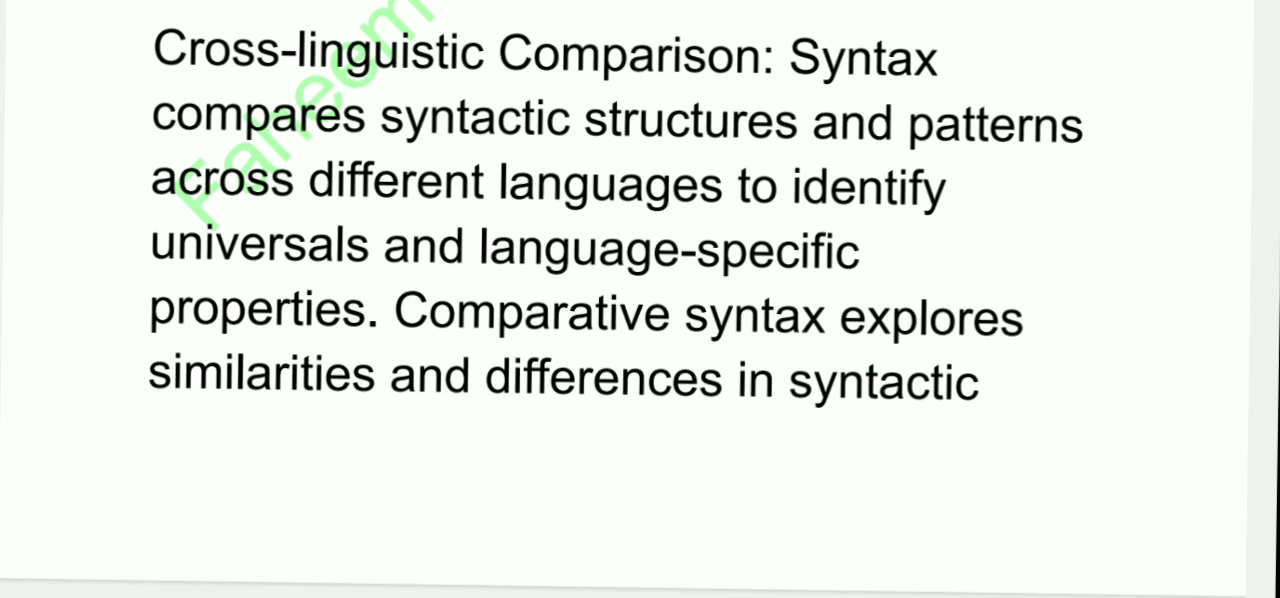 Cross-linguistic Comparison: Syntax
compares syntactic structures and patterns
across different languages to identify
universals and language-specific
properties. Comparative syntax explores
similarities and differences in syntactic